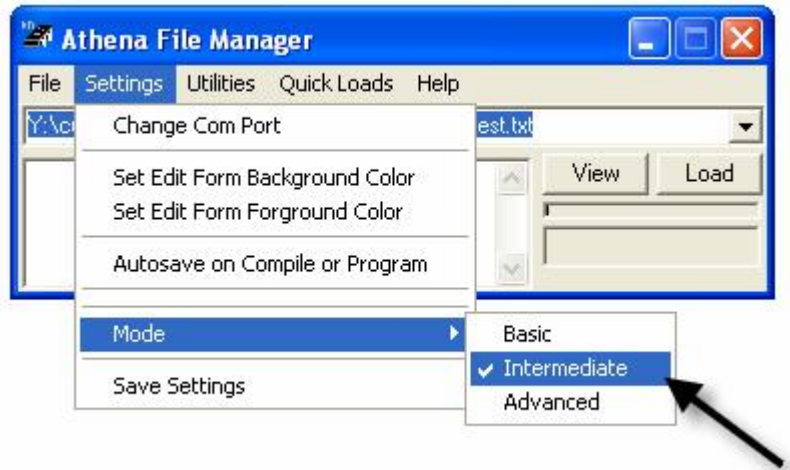 Athena File Manager
File Settings Utilities Quick Loads Help
Y:\c est.txt
Change Com Port
View Load
Set Edit Form Background Color
Set Edit Form Forground Color
Autosave on Compile or Program
Mode
Basic
Intermediate
Advanced
Save Settings